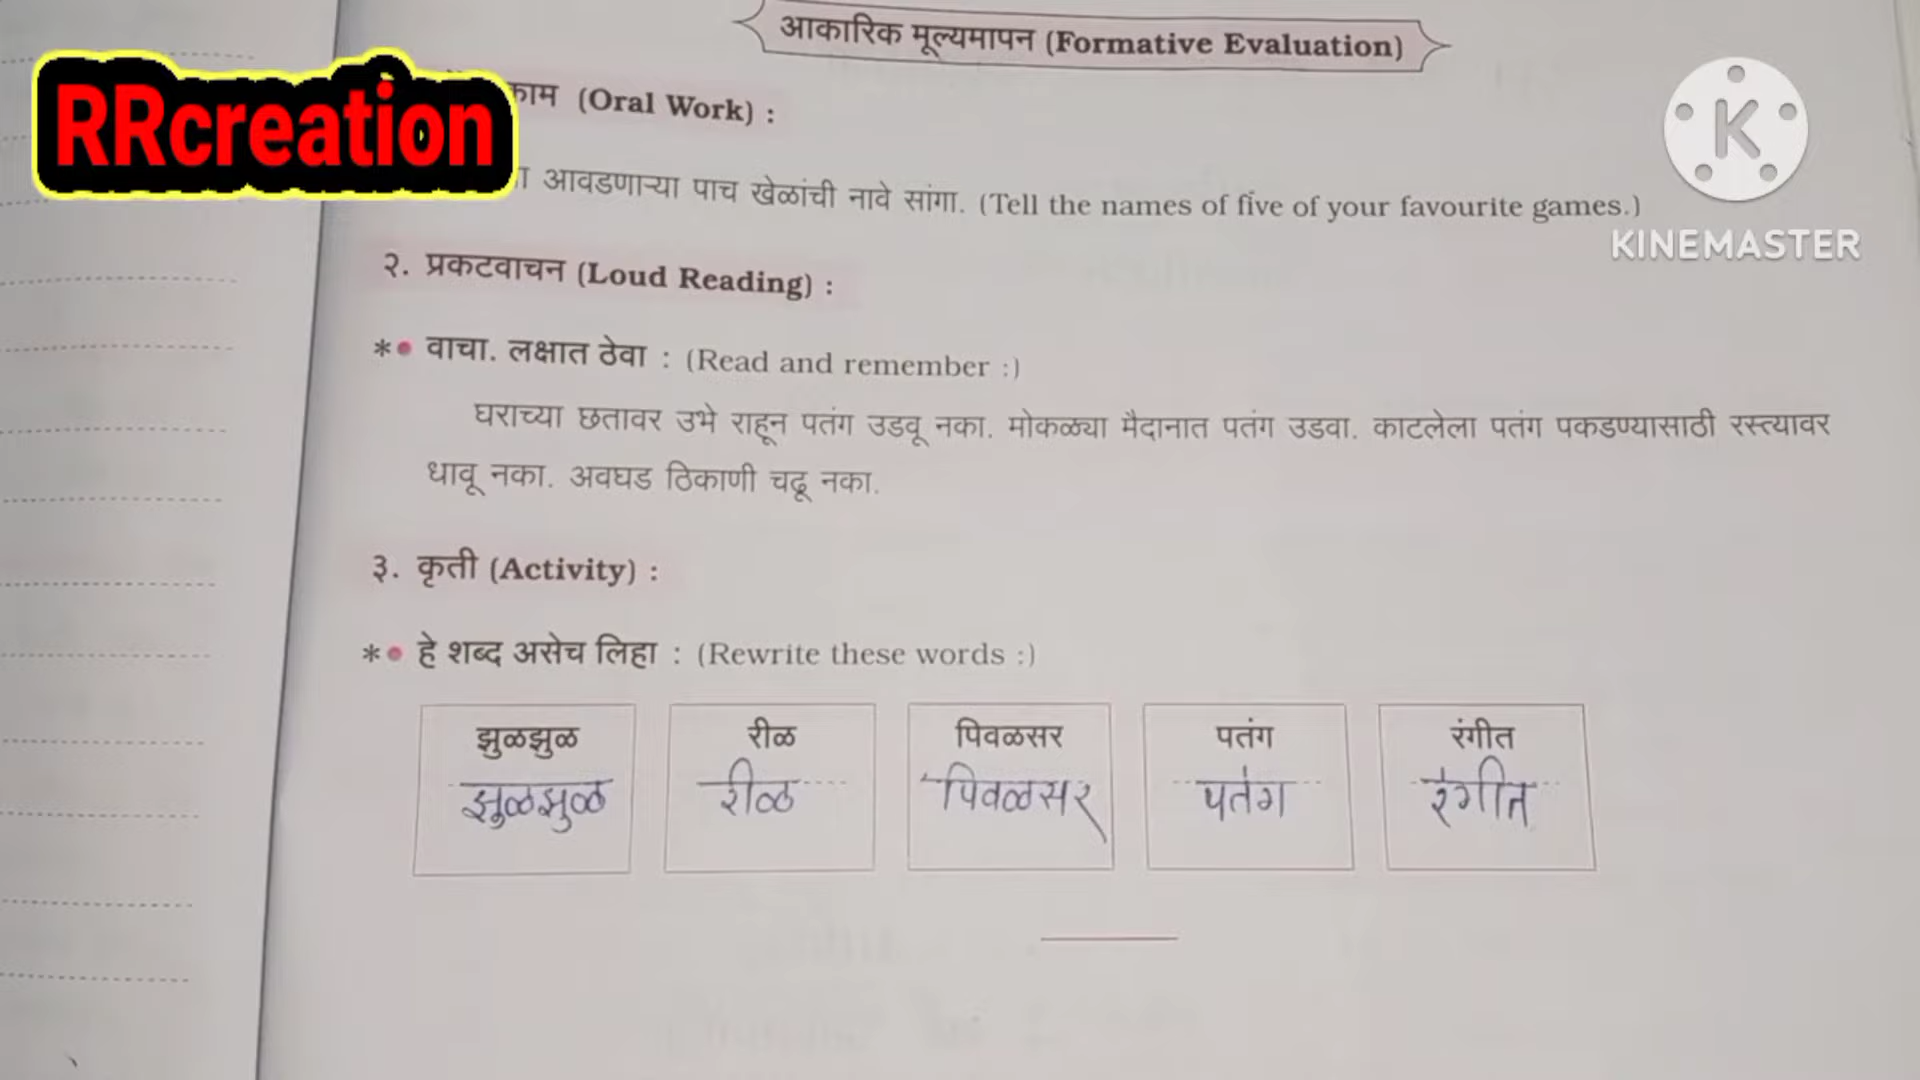 आकारिक मूल्यमापन (Formative Evaluation)
RRcreation
काम (Oral Work) :
K
आवडणाऱ्या पाच खेळांची नावे सांगा. (Tell the names of five of your favourite games.)
KINEMASTER
२. प्रकटवाचन (Loud Reading) :
*• वाचा. लक्षात ठेवा : (Read and remember :)
घराच्या छतावर उभे राहून पतंग उडवू नका. मोकळ्या मैदानात पतंग उडवा. काटलेला पतंग पकडण्यासाठी रस्त्यावर
धावू नका. अवघड ठिकाणी चढू नका.
३. कृती (Activity) :
*• हे शब्द असेच लिहा : (Rewrite these words :)
झुळझुळ रीळ पिवळसर पतंग रंगीत
झुळझुळ रीळ पिवळसर पतंग रंगीत